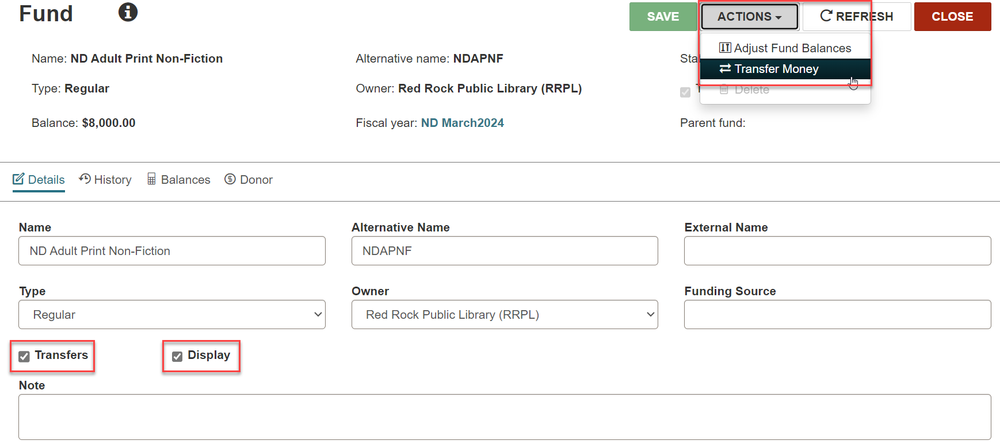 Fund
SAVE ACTIONS REFRESH CLOSE
Adjust Fund Balances
Transfer Money
Delete
Name: ND Adult Print Non-Fiction Alternative name: NDAPNF
Type: Regular Owner: Red Rock Public Library (RRPL)
Balance: $8,000.00 Fiscal year: ND March2024 Parent fund:
Details History Balances Donor
Name Alternative Name External Name
ND Adult Print Non-Fiction NDAPNF
Type Owner Funding Source
Regular Red Rock Public Library (RRPL)
Transfers Display
Note